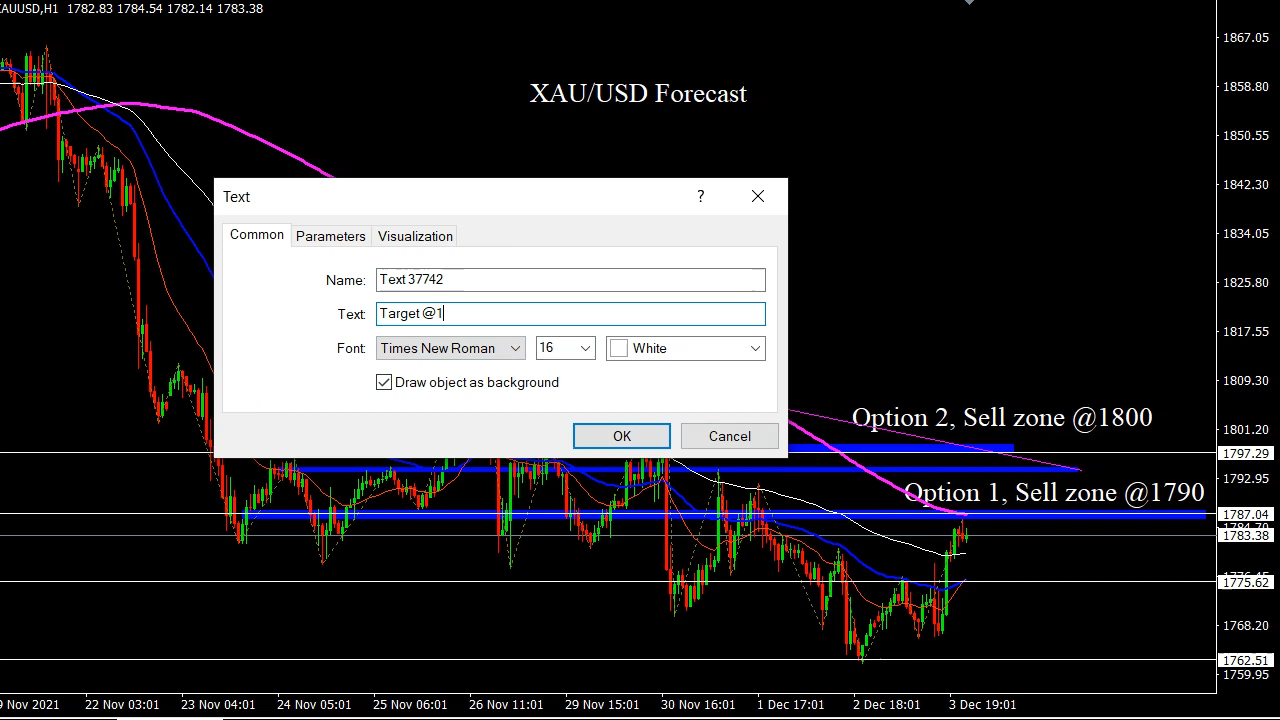 AUUSD,H1 1782.83 1784.54 1782.14 1783.38
1867.05
XAU/USD Forecast
1858.80
1850.55
1842.30
1834.05
1825.80
1817.55
1809.30
1801.20
1797.29
1792.95
1787.04
1783.38
1775.62
1768.20
1762.51
1759.95
Text
?
Common Parameters Visualization
Name: Text 37742
Text: Target @1
Font: Times New Roman 16 White
Draw object as background
OK Cancel
Option 2, Sell zone @1800
Option 1, Sell zone @1790
9 Nov 2021 22 Nov 03:01 23 Nov 04:01 24 Nov 05:01 25 Nov 06:01 26 Nov 11:01 29 Nov 15:01 30 Nov 16:01 1 Dec 17:01 2 Dec 18:01 3 Dec 19:01